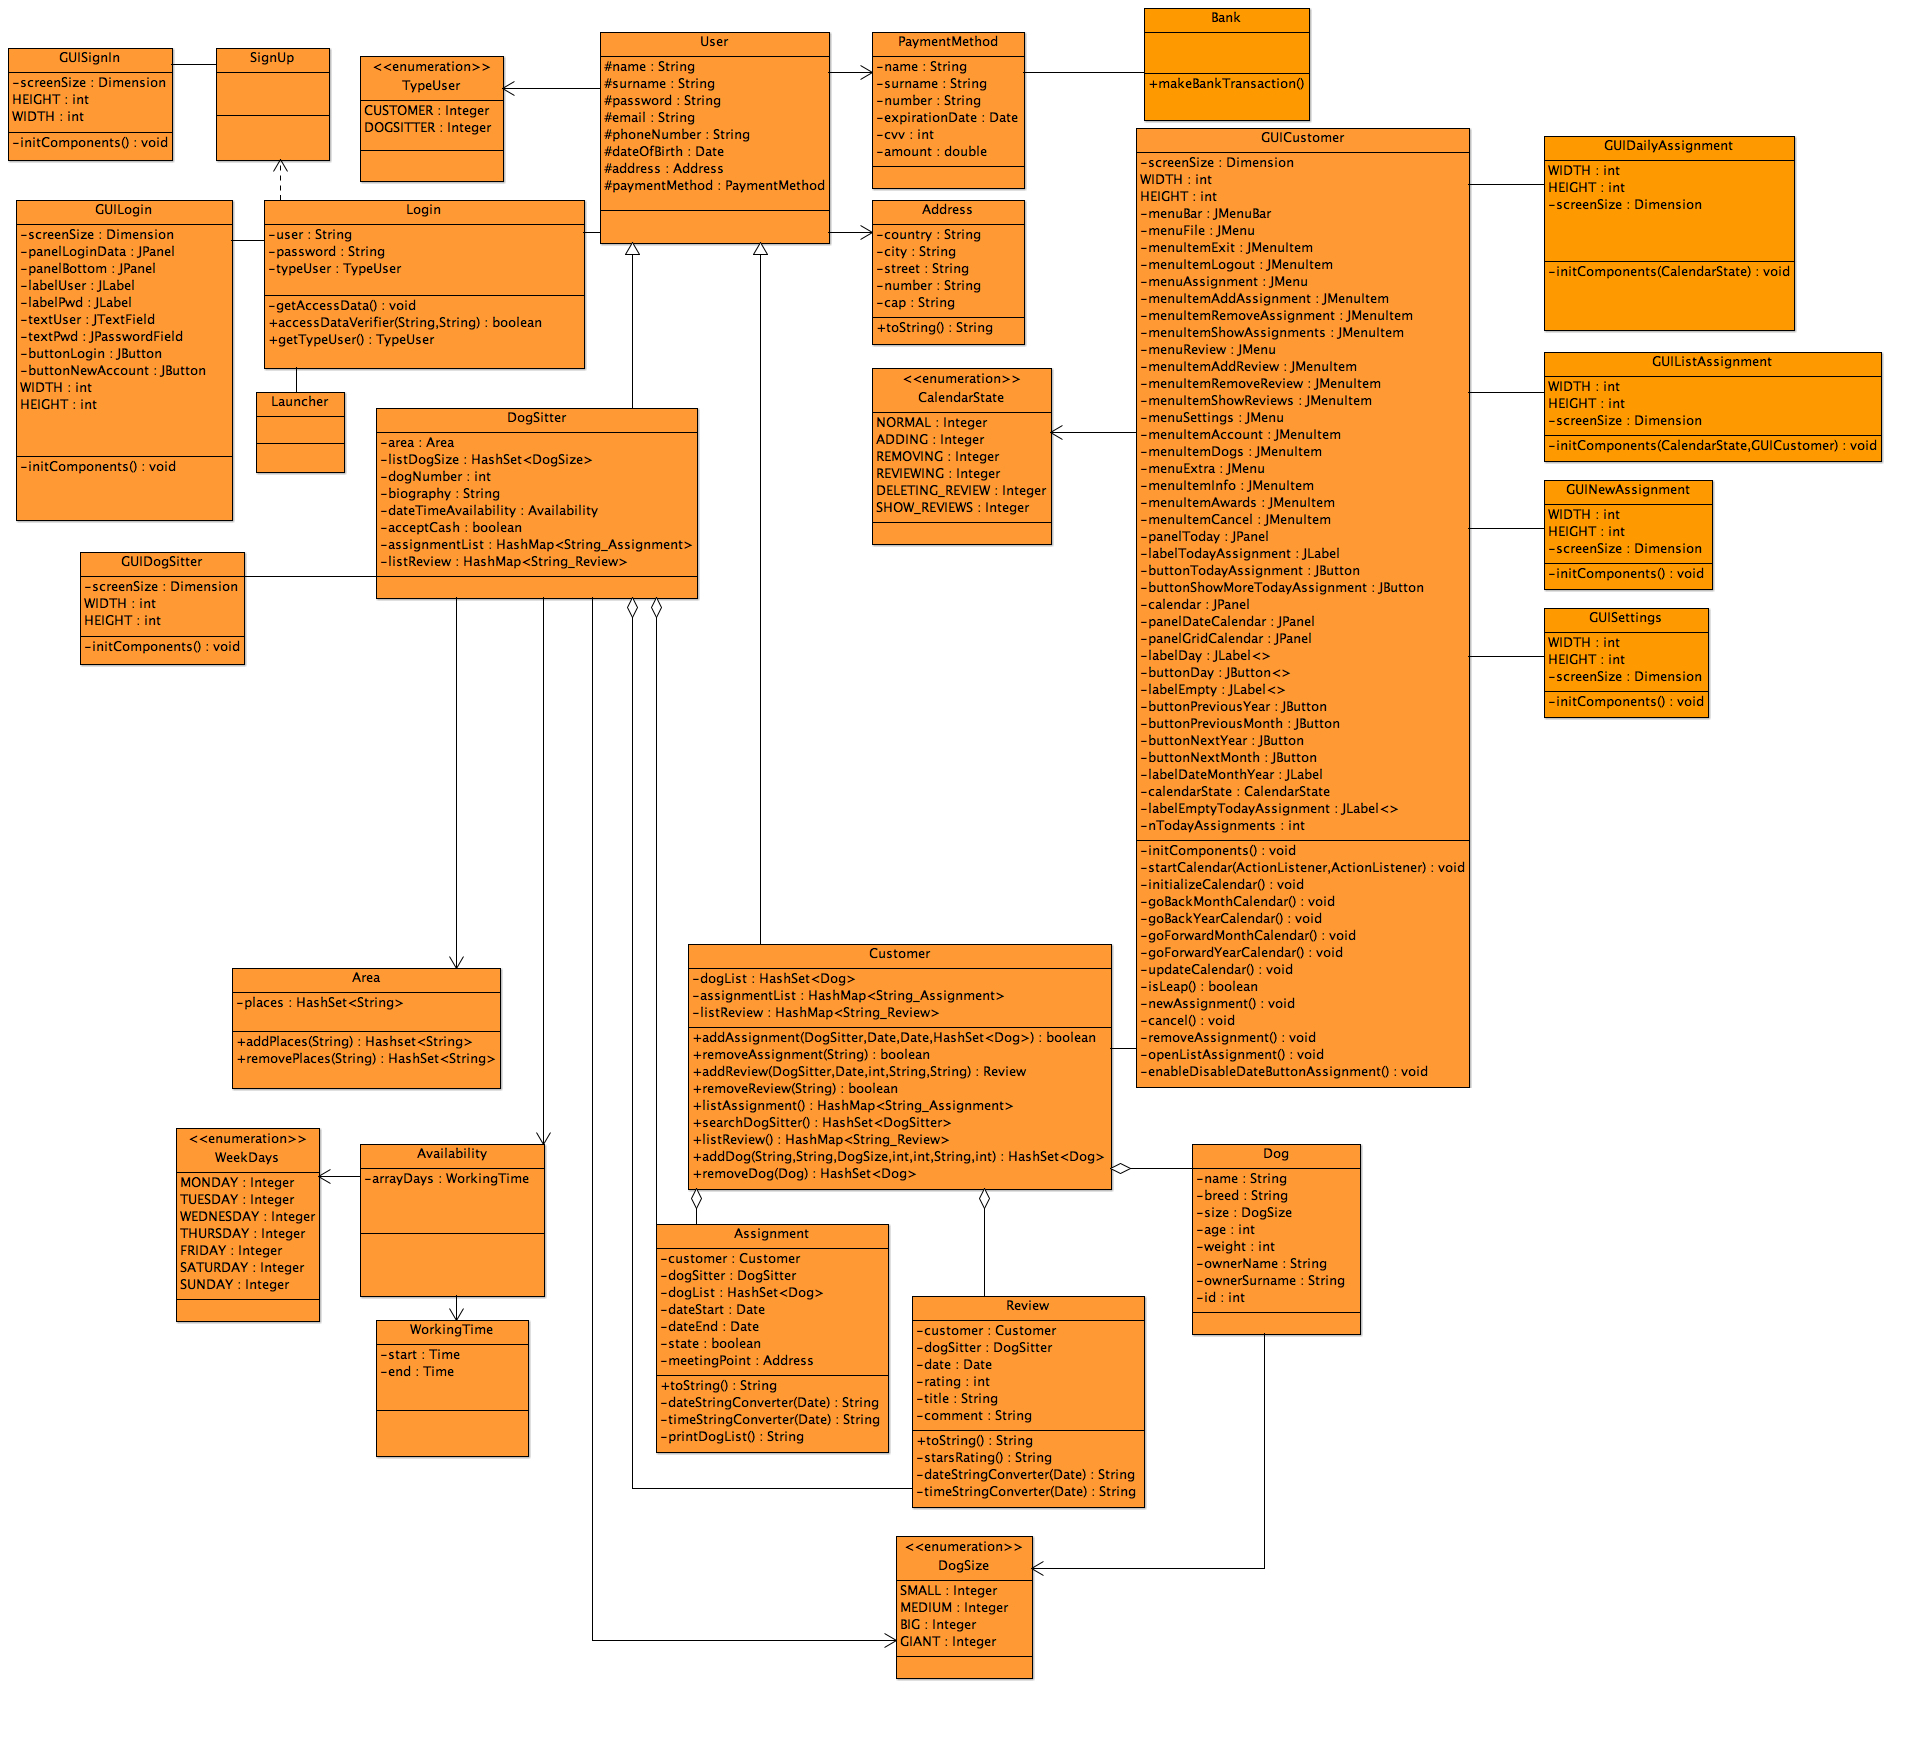 GUISignIn
-screenSize : Dimension
HEIGHT : int
WIDTH : int
-initComponents() : void
SignUp
<<enumeration>>
TypeUser
CUSTOMER : Integer
DOGSITTER : Integer
User
#name : String
#surname : String
#password : String
#email : String
#phoneNumber : String
#dateOfBirth : Date
#address : Address
#paymentMethod : PaymentMethod
PaymentMethod
-name : String
-surname : String
-number : String
-expirationDate : Date
-cvv : int
-amount : double
Bank
+makeBankTransaction()
GUILogin
-screenSize : Dimension
-panelLoginData : JPanel
-panelBottom : JPanel
-labelUser : JLabel
-labelPwd : JLabel
-textUser : JTextField
-textPwd : JPasswordField
-buttonLogin : JButton
-buttonNewAccount : JButton
WIDTH : int
HEIGHT : int
-initComponents() : void
Login
-user : String
-password : String
-typeUser : TypeUser
-getAccessData() : void
+accessDataVerifier(String,String) : boolean
+getTypeUser() : TypeUser
Launcher
Address
-country : String
-city : String
-street : String
-number : String
-cap : String
+toString() : String
<<enumeration>>
CalendarState
NORMAL : Integer
ADDING : Integer
REMOVING : Integer
REVIEWING : Integer
DELETING_REVIEW : Integer
SHOW_REVIEWS : Integer
GUICustomer
-screenSize : Dimension
WIDTH : int
HEIGHT : int
-menuBar : JMenuBar
-menuFile : JMenu
-menuItemExit : JMenuItem
-menuItemLogout : JMenuItem
-menuAssignment : JMenu
-menuItemAddAssignment : JMenuItem
-menuItemRemoveAssignment : JMenuItem
-menuItemShowAssignments : JMenuItem
-menuReview : JMenu
-menuItemAddReview : JMenuItem
-menuItemRemoveReview : JMenuItem
-menuItemShowReviews : JMenuItem
-menuSettings : JMenu
-menuItemAccount : JMenuItem
-menuItemDogs : JMenuItem
-menuExtra : JMenu
-menuItemInfo : JMenuItem
-menuItemAwards : JMenuItem
-menuItemCancel : JMenuItem
-panelToday : JPanel
-labelTodayAssignment : JLabel
-buttonTodayAssignment : JButton
-buttonShowMoreTodayAssignment : JButton
-calendar : JPanel
-panelDateCalendar : JPanel
-panelGridCalendar : JPanel
-labelDay : JLabel<>
-buttonDay : JButton<>
-labelEmpty : JLabel<>
-buttonPreviousYear : JButton
-buttonPreviousMonth : JButton
-buttonNextYear : JButton
-buttonNextMonth : JButton
-labelDateMonthYear : JLabel
-calendarState : CalendarState
-labelEmptyTodayAssignment : JLabel<>
-nTodayAssignments : int
-initComponents() : void
-startCalendar(ActionListener,ActionListener) : void
-initializeCalendar() : void
-goBackMonthCalendar() : void
-goBackYearCalendar() : void
-goForwardMonthCalendar() : void
-goForwardYearCalendar() : void
-updateCalendar() : void
-isLeap() : boolean
-newAssignment() : void
-cancel() : void
-removeAssignment() : void
-openListAssignment() : void
-enableDisableDateButtonAssignment() : void
GUIDailyAssignment
WIDTH : int
HEIGHT : int
-screenSize : Dimension
-initComponents(CalendarState) : void
GUIListAssignment
WIDTH : int
HEIGHT : int
-screenSize : Dimension
-initComponents(CalendarState,GUICustomer) : void
GUINewAssignment
WIDTH : int
HEIGHT : int
-screenSize : Dimension
-initComponents() : void
GUISettings
WIDTH : int
HEIGHT : int
-screenSize : Dimension
-initComponents() : void
DogSitter
-area : Area
-listDogSize : HashSet<DogSize>
-dogNumber : int
-biography : String
-dateTimeAvailability : Availability
-acceptCash : boolean
-assignmentList : HashMap<String_Assignment>
-listReview : HashMap<String_Review>
GUIDogSitter
-screenSize : Dimension
WIDTH : int
HEIGHT : int
-initComponents() : void
Area
-places : HashSet<String>
+addPlaces(String) : Hashset<String>
+removePlaces(String) : HashSet<String>
Customer
-dogList : HashSet<Dog>
-assignmentList : HashMap<String_Assignment>
-listReview : HashMap<String_Review>
+addAssignment(DogSitter,Date,Date,HashSet<Dog>) : boolean
+removeAssignment(String) : boolean
+addReview(DogSitter,Date,int,String,String) : Review
+removeReview(String) : boolean
+listAssignment() : HashMap<String_Assignment>
+searchDogSitter() : HashSet<DogSitter>
+listReview() : HashMap<String_Review>
+addDog(String,String,DogSize,int,int,String,int) : HashSet<Dog>
+removeDog(Dog) : HashSet<Dog>
<<enumeration>>
WeekDays
MONDAY : Integer
TUESDAY : Integer
WEDNESDAY : Integer
THURSDAY : Integer
FRIDAY : Integer
SATURDAY : Integer
SUNDAY : Integer
Availability
-arrayDays : WorkingTime
WorkingTime
-start : Time
-end : Time
Assignment
-customer : Customer
-dogSitter : DogSitter
-dogList : HashSet<Dog>
-dateStart : Date
-dateEnd : Date
-state : boolean
-meetingPoint : Address
+toString() : String
-dateStringConverter(Date) : String
-timeStringConverter(Date) : String
-printDogList() : String
Review
-customer : Customer
-dogSitter : DogSitter
-date : Date
-rating : int
-title : String
-comment : String
+toString() : String
-starsRating() : String
-dateStringConverter(Date) : String
-timeStringConverter(Date) : String
Dog
-name : String
-breed : String
-size : DogSize
-age : int
-weight : int
-ownerName : String
-ownerSurname : String
-id : int
<<enumeration>>
DogSize
SMALL : Integer
MEDIUM : Integer
BIG : Integer
GIANT : Integer